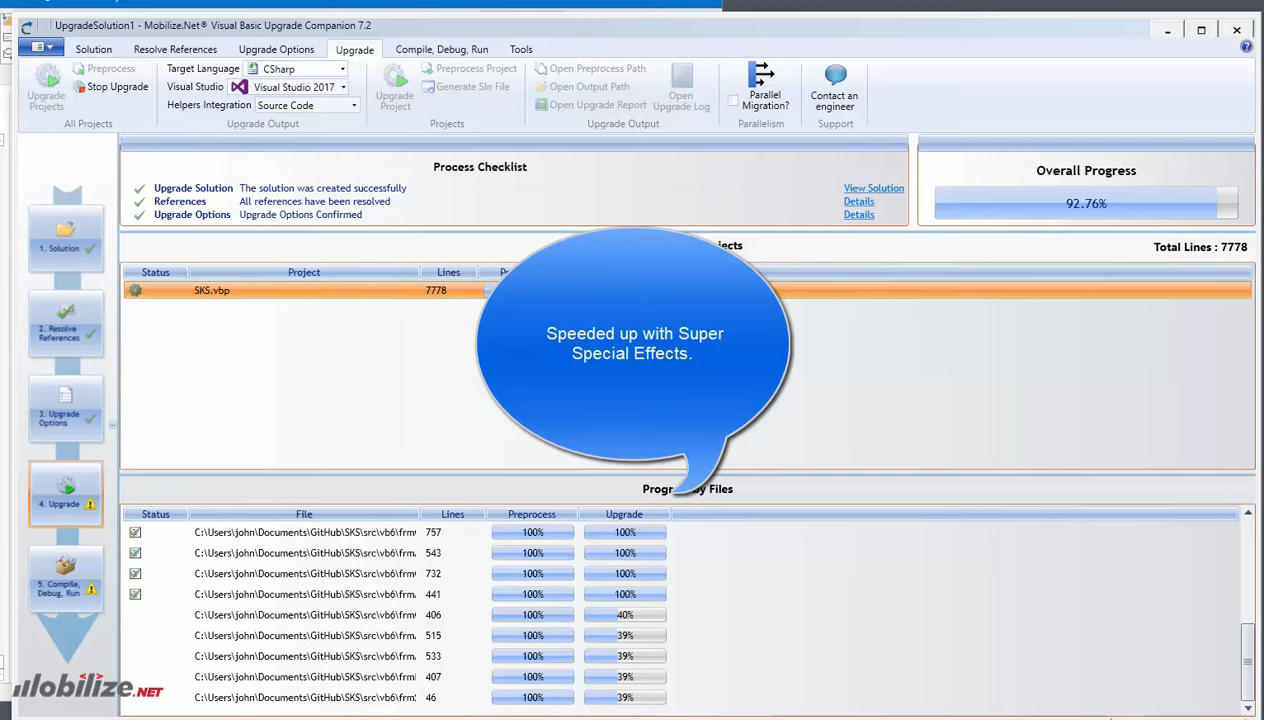 UpgradeSolution1 - Mobilize.Net® Visual Basic Upgrade Companion 7.2
Solution Resolve References Upgrade Options Upgrade Compile, Debug, Run Tools
Upgrade Projects
Preprocess
Stop Upgrade
All Projects
Target Language CSharp
Visual Studio Visual Studio 2017
Helpers Integration Source Code
Upgrade Output
Upgrade Project
Preprocess Project
Generate Sln File
Projects
Open Preprocess Path
Open Output Path
Open Upgrade Report
Open Upgrade Log
Upgrade Output
Parallel Migration?
Parallelism
Contact an engineer
Support
Process Checklist
Upgrade Solution The solution was created successfully View Solution
References All references have been resolved Details
Upgrade Options Upgrade Options Confirmed Details
Overall Progress
92.76%
1. Solution
2. Resolve References
3. Upgrade Options
4. Upgrade
5. Compile, Debug, Run
Total Lines : 7778
Status Project Lines
SKS.vbp 7778
Speeded up with Super
Special Effects.
Status File Lines Preprocess Upgrade
C:\Users\john\Documents\GitHub\SKS\src\vb6\frm 757 100% 100%
C:\Users\john\Documents\GitHub\SKS\src\vb6\frm 543 100% 100%
C:\Users\john\Documents\GitHub\SKS\src\vb6\frm 732 100% 100%
C:\Users\john\Documents\GitHub\SKS\src\vb6\frm 441 100% 100%
C:\Users\john\Documents\GitHub\SKS\src\vb6\frm 406 100% 40%
C:\Users\john\Documents\GitHub\SKS\src\vb6\frm 515 100% 39%
C:\Users\john\Documents\GitHub\SKS\src\vb6\frm 533 100% 39%
C:\Users\john\Documents\GitHub\SKS\src\vb6\frm 407 100% 39%
C:\Users\john\Documents\GitHub\SKS\src\vb6\frm 46 100% 39%
Mobilize.NET